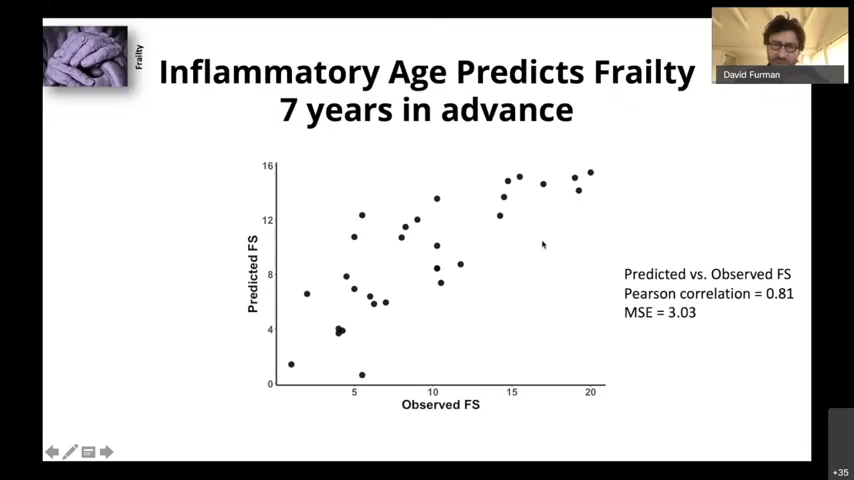 Frailty
Inflammatory Age Predicts Frailty
7 years in advance
David Furman
16
12
8
4
0
Predicted FS
5
10
15
20
Observed FS
Predicted vs. Observed FS
Pearson correlation = 0.81
MSE = 3.03
+35